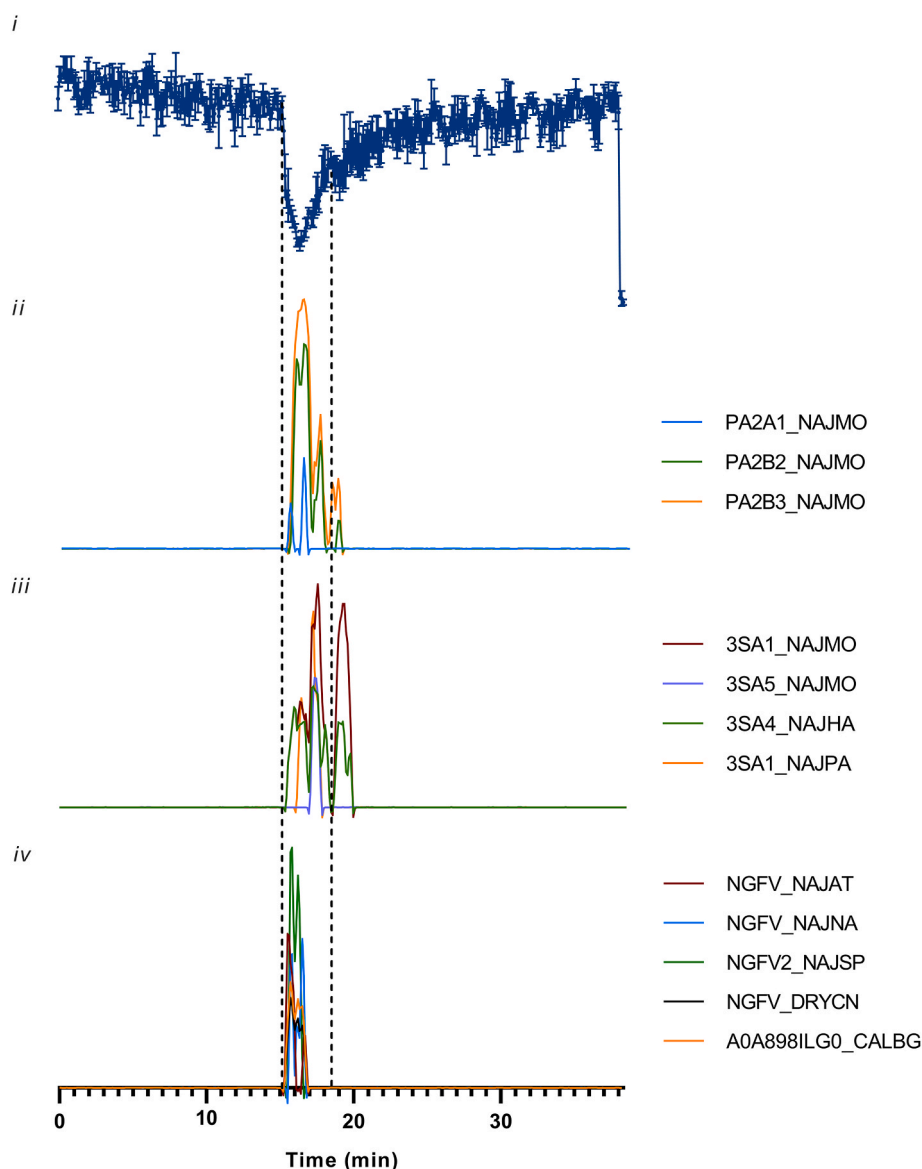 i
ii
PA2A1_NAJMO
PA2B2_NAJMO
PA2B3_NAJMO
iii
3SA1_NAJMO
3SA5_NAJMO
3SA4_NAJHA
3SA1_NAJPA
iv
NGFV_NAJAT
NGFV_NAJNA
NGFV2_NAJSP
NGFV_DRYCN
A0A898ILG0_CALBG
0 10 20 30
Time (min)